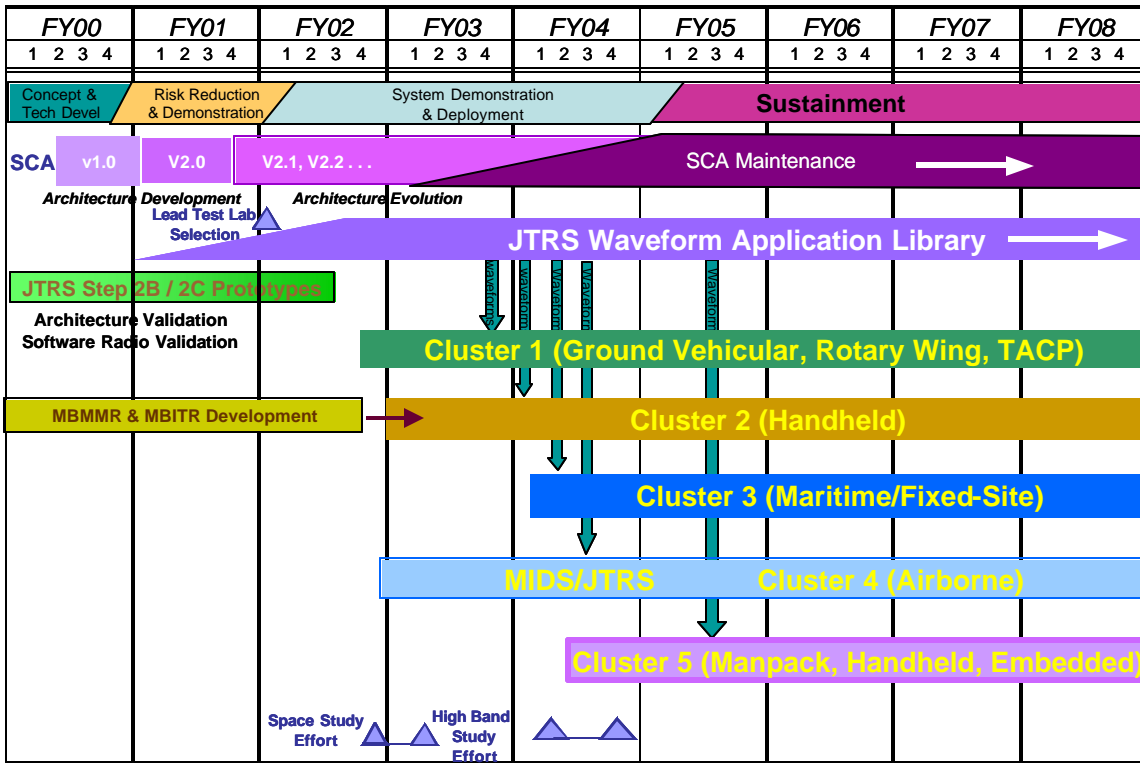 FY00 FY01 FY02 FY03 FY04 FY05 FY06 FY07 FY08
1 2 3 4 1 2 3 4 1 2 3 4 1 2 3 4 1 2 3 4 1 2 3 4 1 2 3 4 1 2 3 4 1 2 3 4
Concept &
Tech Devel
Risk Reduction
& Demonstration
System Demonstration
& Deployment
Sustainment
SCA
v1.0
V2.0
V2.1, V2.2 . . .
SCA Maintenance
Architecture Development
Architecture Evolution
Lead Test Lab
Selection
JTRS Waveform Application Library
JTRS Step 2B / 2C Prototypes
Architecture Validation
Software Radio Validation
waveforms
waveform
Waveform
Waveform
Waveform
Cluster 1 (Ground Vehicular, Rotary Wing, TACP)
MBMMR & MBITR Development
Cluster 2 (Handheld)
Cluster 3 (Maritime/Fixed-Site)
MIDS/JTRS
Cluster 4 (Airborne)
Cluster 5 (Manpack, Handheld, Embedded)
Space Study
Effort
High Band
Study
Effort